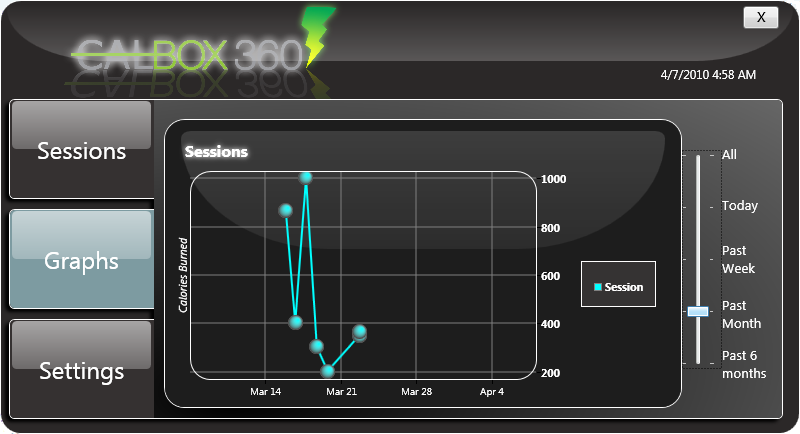 CALBOX 360
X
4/7/2010 4:58 AM
Sessions
Graphs
Settings
Sessions
Calories Burned
1000
800
600
400
200
Mar 14
Mar 21
Mar 28
Apr 4
Session
All
Today
Past
Week
Past
Month
Past 6
months